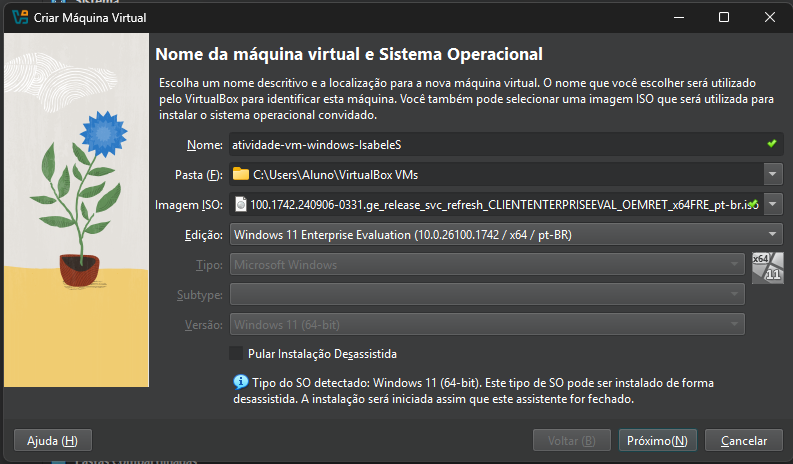 Sistema
Criar Máquina Virtual
Nome da máquina virtual e Sistema Operacional
Escolha um nome descritivo e a localização para a nova máquina virtual. O nome que você escolher será utilizado
pelo VirtualBox para identificar esta máquina. Você também pode selecionar uma imagem ISO que será utilizada para
instalar o sistema operacional convidado.
Nome: atividade-vm-windows-IsabeleS
Pasta (F): C:\Users\Aluno\VirtualBox VMs
Imagem ISO: 100.1742.240906-0331.ge_release_svc_refresh_CLIENTENTERPRISEEVAL_OEMRET_x64FRE_pt-br.iso
Edição: Windows 11 Enterprise Evaluation (10.0.26100.1742 / x64 / pt-BR)
Tipo: Microsoft Windows
x64
11
Subtype:
Versão: Windows 11 (64-bit)
Pular Instalação Desassistida
Tipo do SO detectado: Windows 11 (64-bit). Este tipo de SO pode ser instalado de forma
desassistida. A instalação será iniciada assim que este assistente for fechado.
Ajuda (H) Voltar (B) Próximo(N) Cancelar
Pastas Compartilhadas